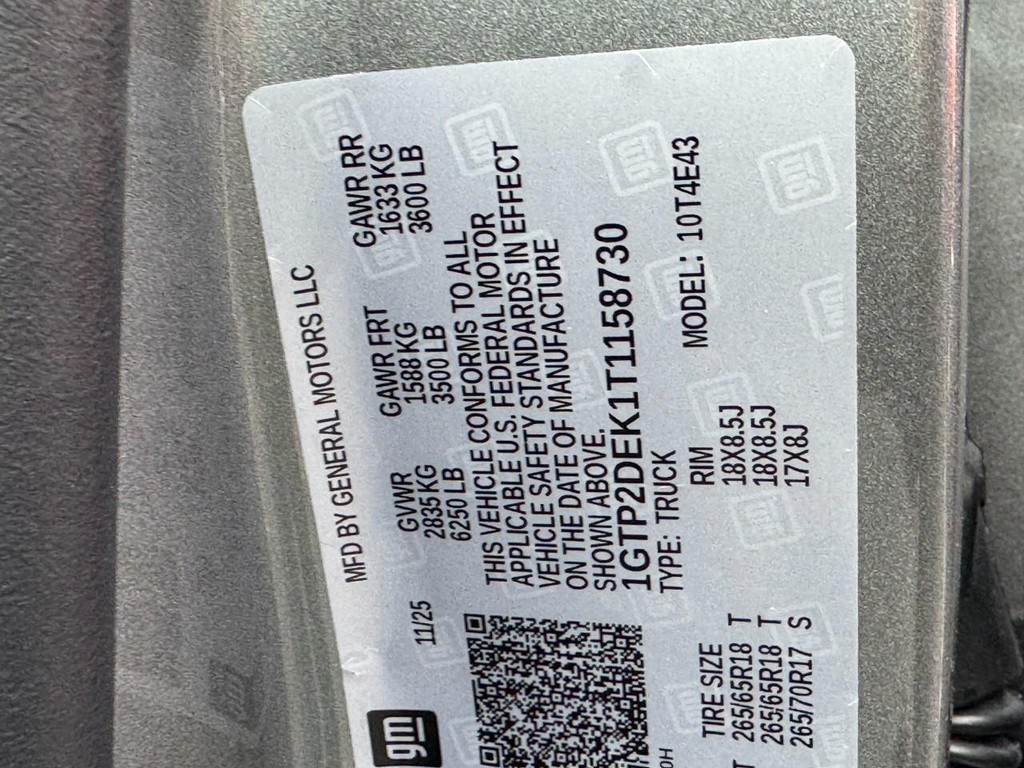 gm
11/25
MFD BY GENERAL MOTORS LLC
GVWR GAWR FRT GAWR RR
2835 KG 1588 KG 1633 KG
6250 LB 3500 LB 3600 LB
THIS VEHICLE CONFORMS TO ALL
APPLICABLE U.S. FEDERAL MOTOR
VEHICLE SAFETY STANDARDS IN EFFECT
ON THE DATE OF MANUFACTURE
SHOWN ABOVE.
1GTP2DEK1T1158730
TYPE: TRUCK MODEL: 10T4E43
TIRE SIZE RIM
265/65R18 T 18X8.5J
265/65R18 T 18X8.5J
265/70R17 S 17X8J